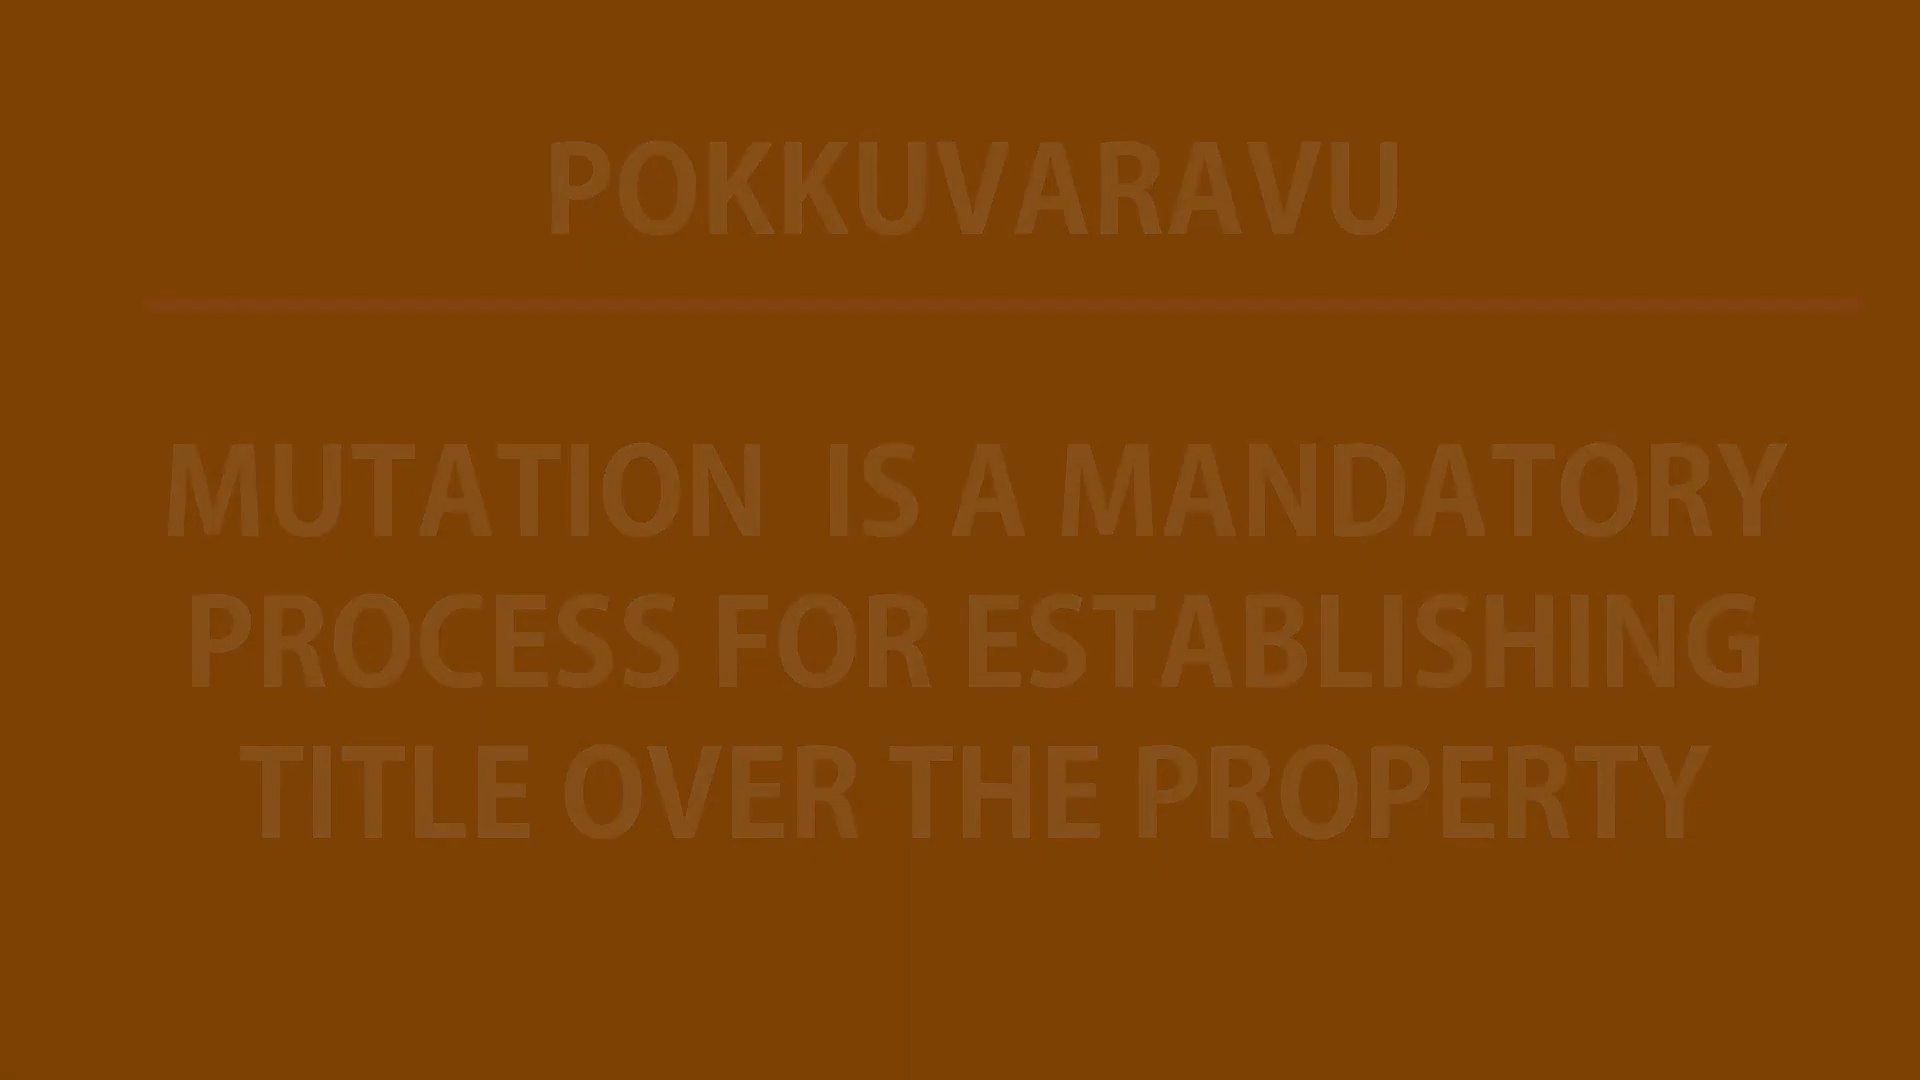 POKKUVARAVU
MUTATION IS A MANDATORY
PROCESS FOR ESTABLISHING
TITLE OVER THE PROPERTY